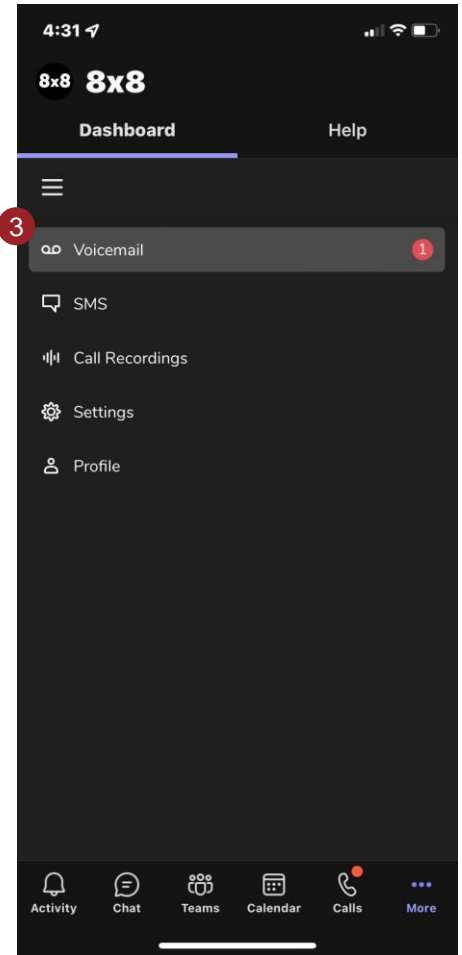 4:31
8x8 8x8
Dashboard Help
3
Voicemail 1
SMS
Call Recordings
Settings
Profile
Activity Chat Teams Calendar Calls More